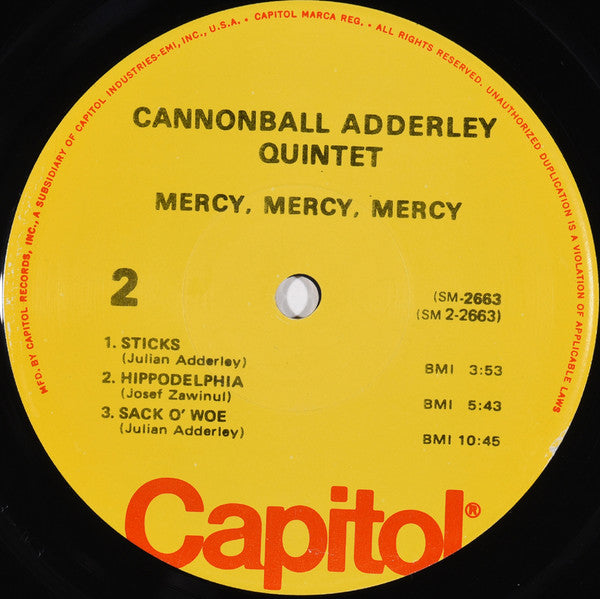 MFD. BY CAPITOL RECORDS, INC., A SUBSIDIARY OF CAPITOL INDUSTRIES-EMI, INC., U.S.A. • CAPITOL MARCA REG. • ALL RIGHTS RESERVED. UNAUTHORIZED DUPLICATION IS A VIOLATION OF APPLICABLE LAWS
CANNONBALL ADDERLEY
QUINTET
MERCY, MERCY, MERCY
2
(SM-2663
(SM 2-2663)
1. STICKS
(Julian Adderley)
BMI 3:53
2. HIPPODELPHIA
(Josef Zawinul)
BMI 5:43
3. SACK O' WOE
(Julian Adderley)
BMI 10:45
Capitol®